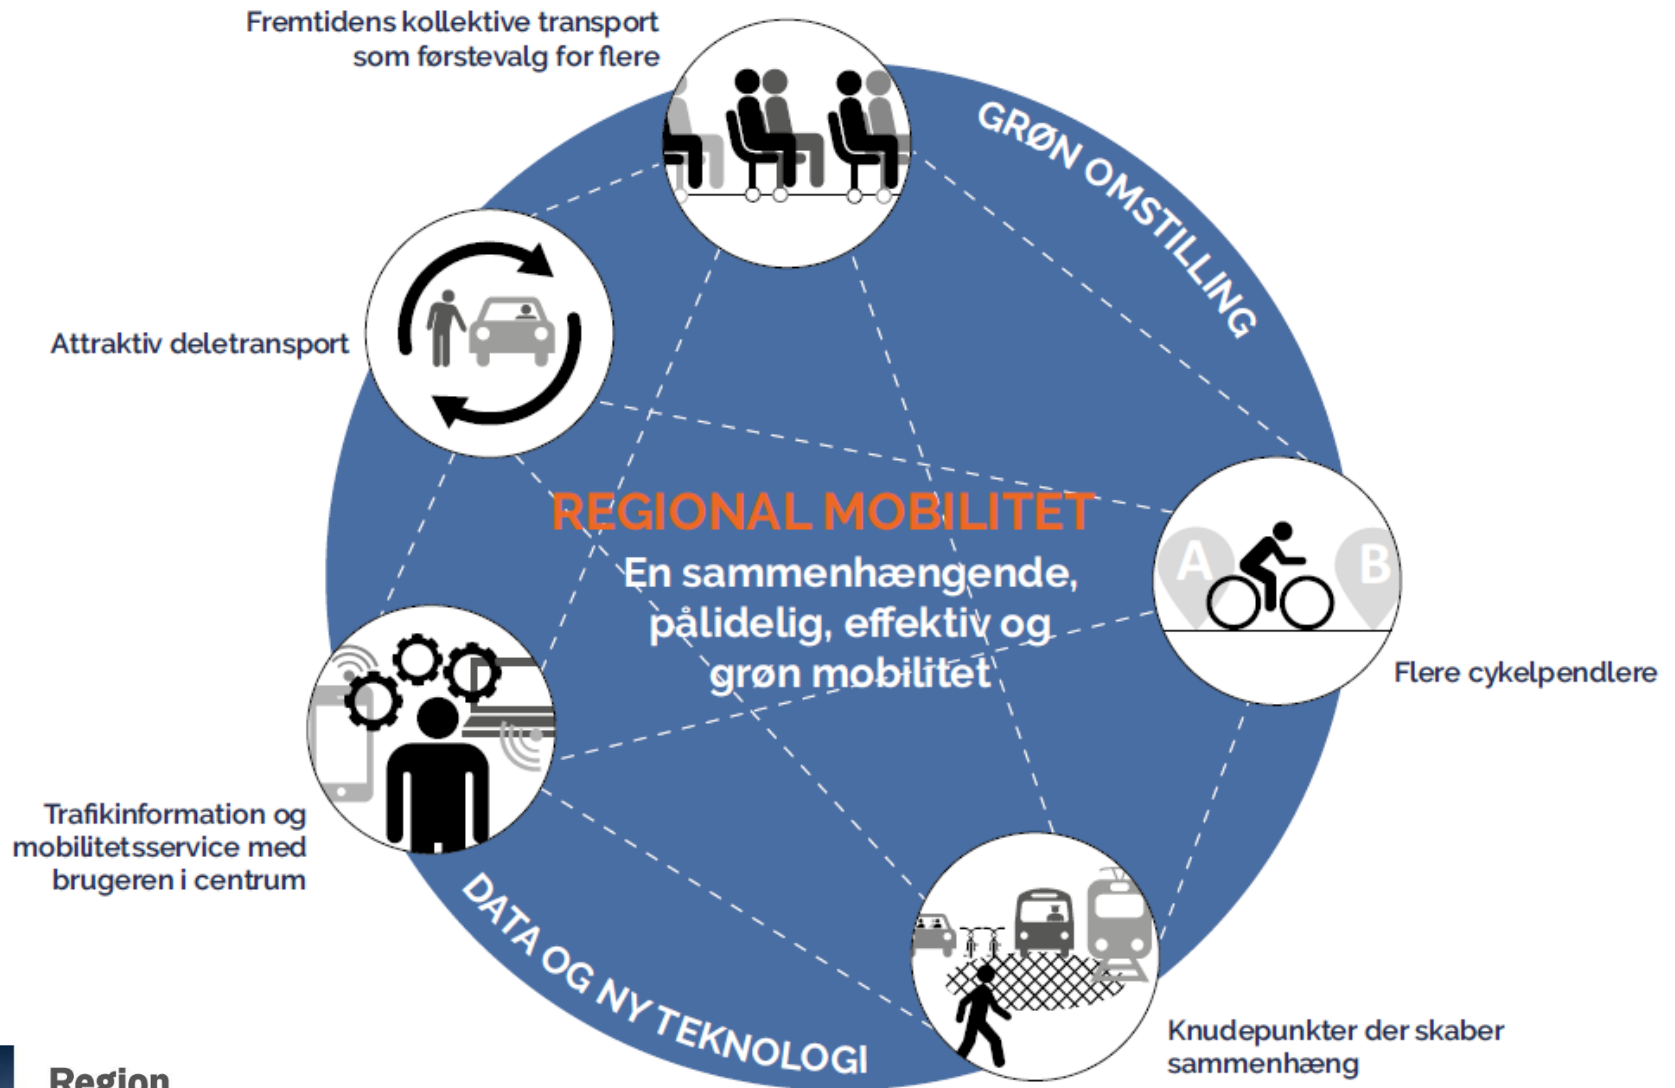 Fremtidens kollektive transport
som førstevalg for flere
GRØN OMSTILLING
Attraktiv deletransport
REGIONAL MOBILITET
En sammenhængende,
pålidelig, effektiv og
grøn mobilitet
A
B
Flere cykelpendlere
Trafikinformation og
mobilitetsservice med
brugeren i centrum
DATA OG NY TEKNOLOGI
Knudepunkter der skaber
sammenhæng
Region